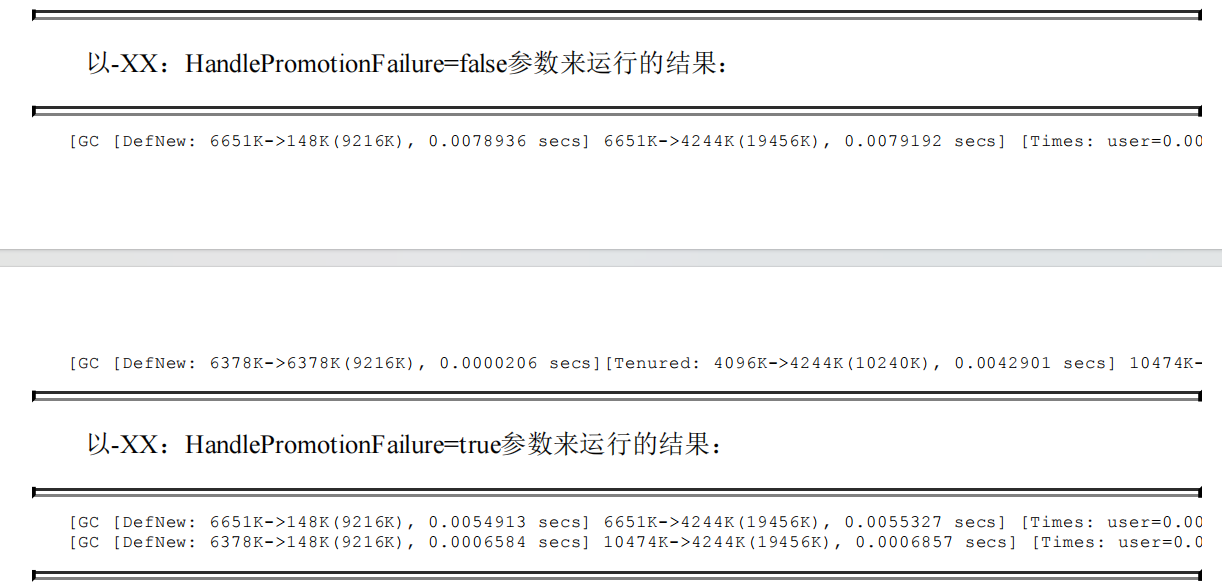 以-XX：HandlePromotionFailure=false参数来运行的结果：
[GC [DefNew: 6651K->148K(9216K), 0.0078936 secs] 6651K->4244K(19456K), 0.0079192 secs] [Times: user=0.00
[GC [DefNew: 6378K->6378K(9216K), 0.0000206 secs][Tenured: 4096K->4244K(10240K), 0.0042901 secs] 10474K-
以-XX：HandlePromotionFailure=true参数来运行的结果：
[GC [DefNew: 6651K->148K(9216K), 0.0054913 secs] 6651K->4244K(19456K), 0.0055327 secs] [Times: user=0.00
[GC [DefNew: 6378K->148K(9216K), 0.0006584 secs] 10474K->4244K(19456K), 0.0006857 secs] [Times: user=0.0